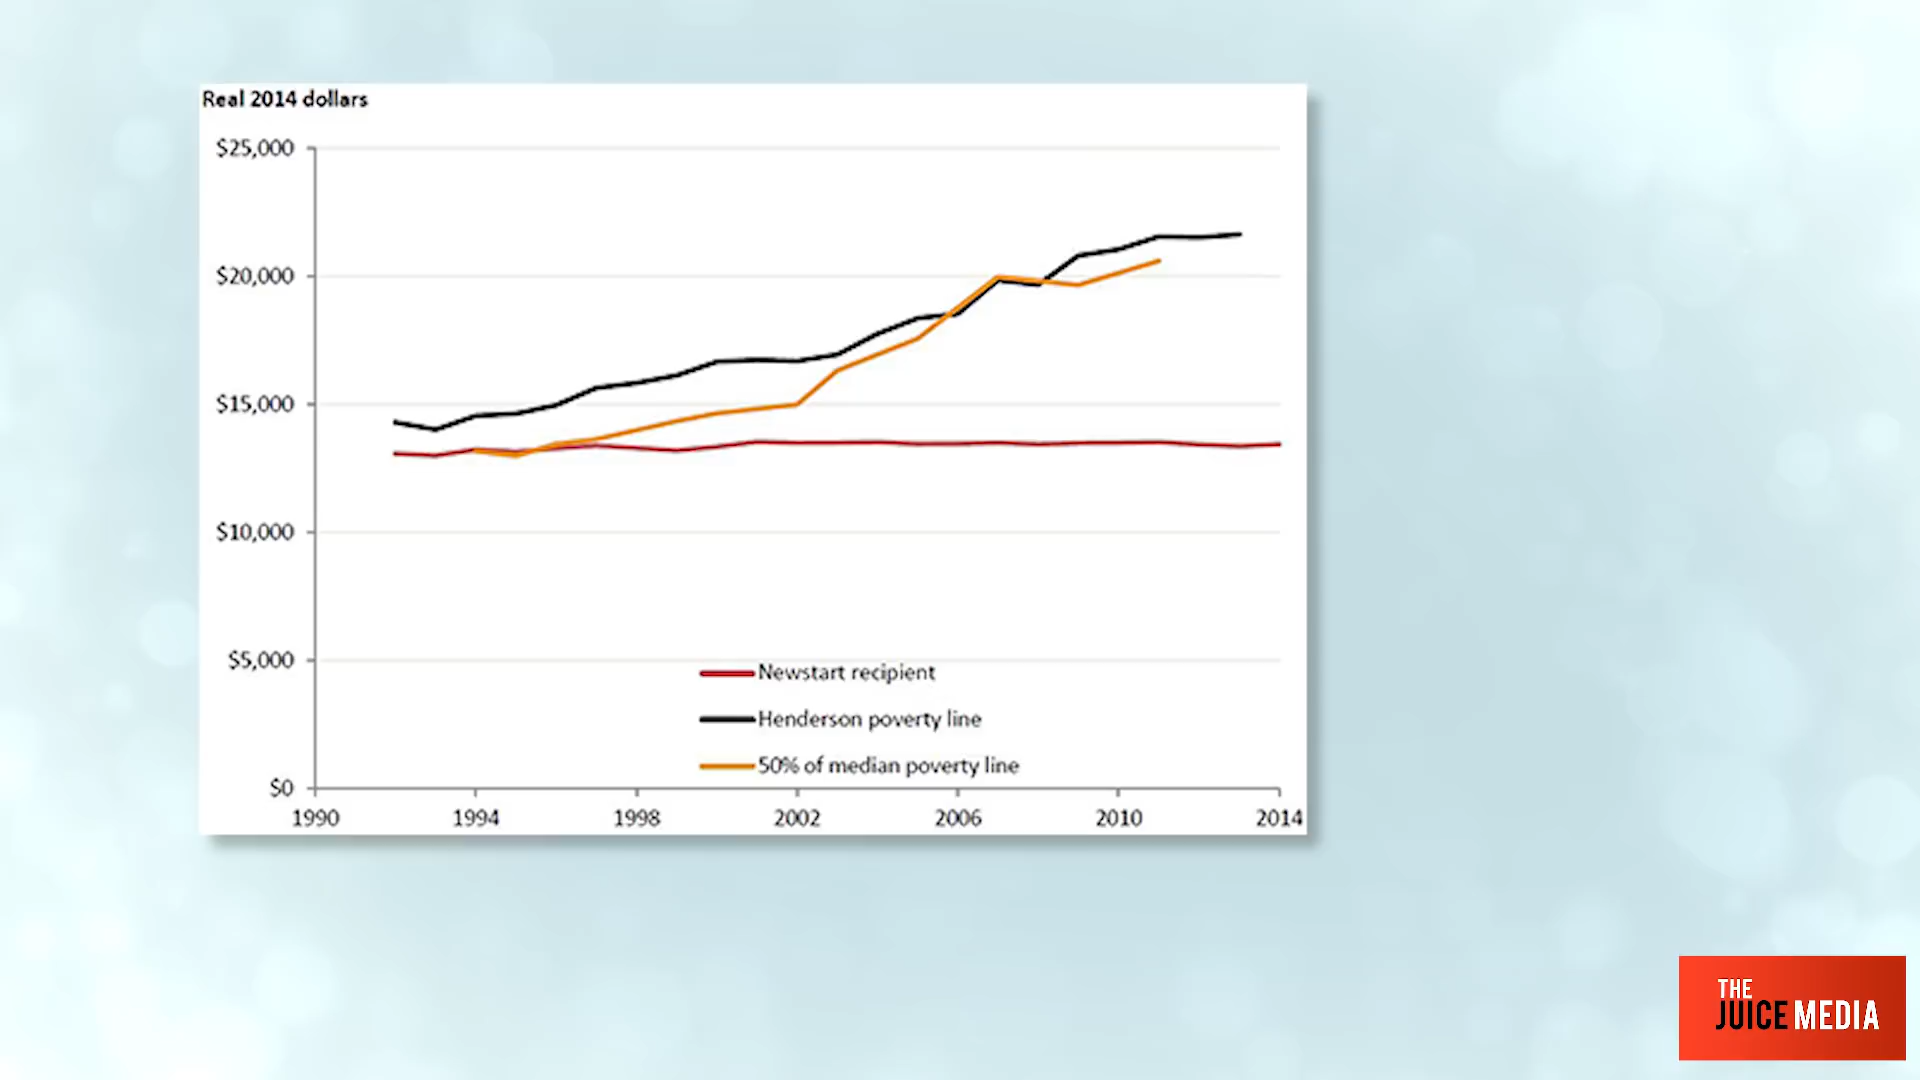 Real 2014 dollars
$25,000
$20,000
$15,000
$10,000
$5,000
$0
Newstart recipient
Henderson poverty line
50% of median poverty line
1990 1994 1998 2002 2006 2010 2014
THE
JUICE MEDIA